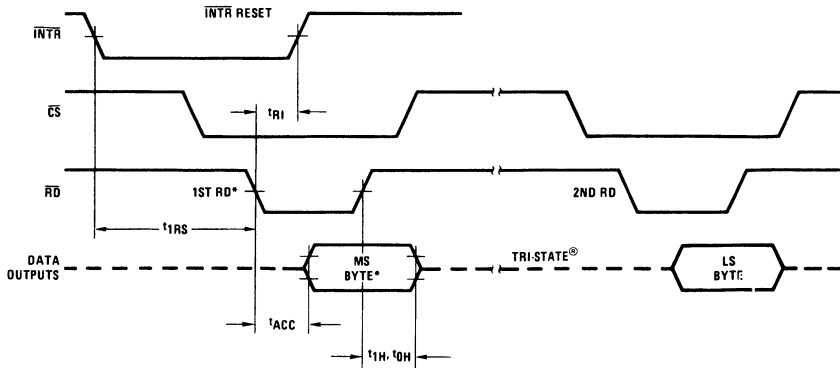 INTR RESET
INTR
tRI
CS
RD
1ST RD*
2ND RD
t1RS
DATA
OUTPUTS
MS
BYTE*
TRI-STATE®
LS
BYTE
tACC
t1H, t0H